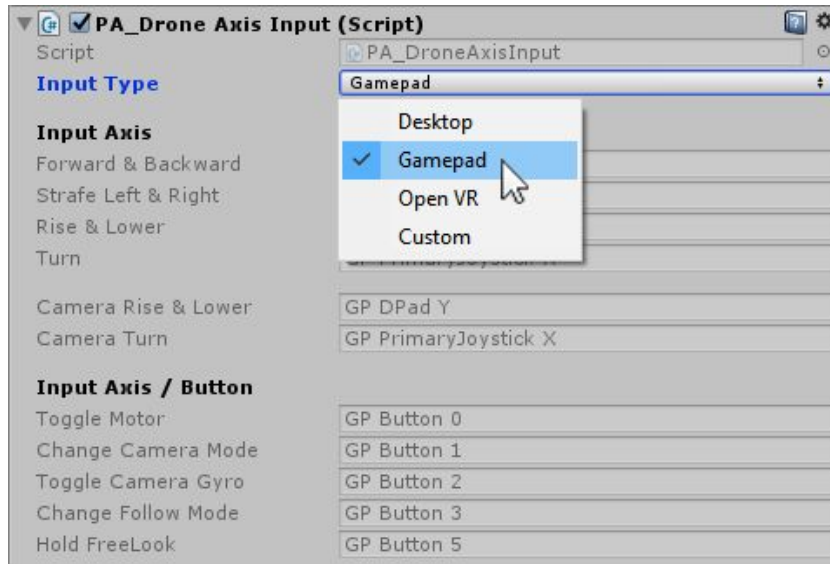 PA_Drone Axis Input (Script)
Script PA_DroneAxisInput
Input Type Gamepad
Desktop
Gamepad
Open VR
Custom
Input Axis
Forward & Backward
Strafe Left & Right
Rise & Lower
Turn
Camera Rise & Lower GP DPad Y
Camera Turn GP PrimaryJoystick X
Input Axis / Button
Toggle Motor GP Button 0
Change Camera Mode GP Button 1
Toggle Camera Gyro GP Button 2
Change Follow Mode GP Button 3
Hold FreeLook GP Button 5